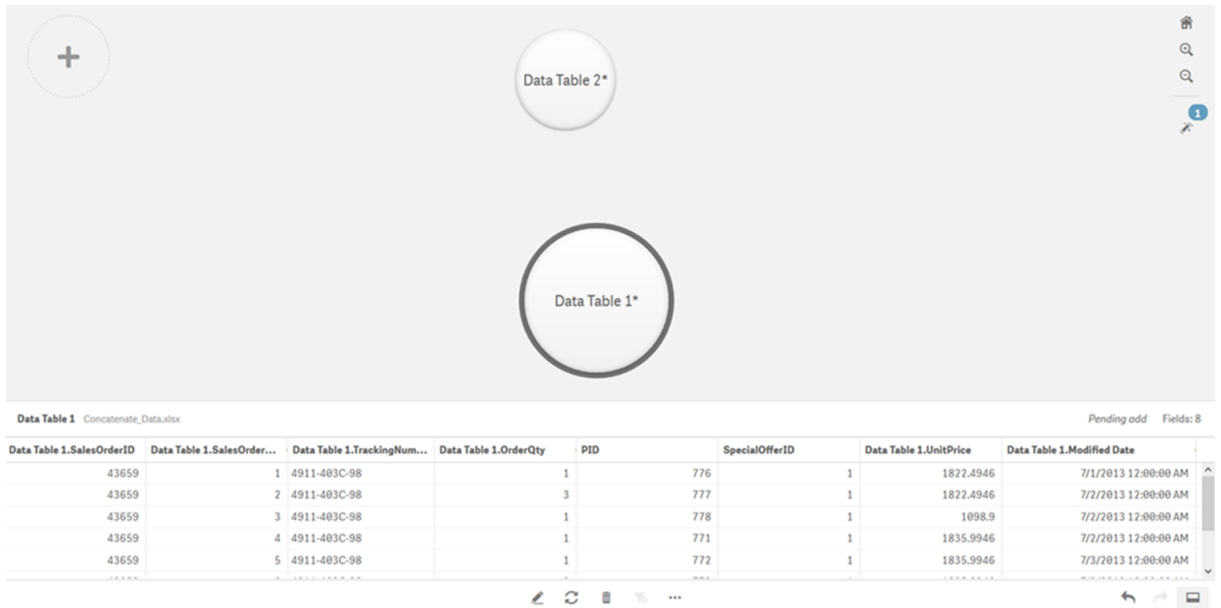 Data Table 2*
1
Data Table 1*
Data Table 1 Concatenate_Data.xlsx Pending add Fields: 8
Data Table 1.SalesOrderID Data Table 1.SalesOrder... Data Table 1.TrackingNum... Data Table 1.OrderQty PID SpecialOfferID Data Table 1.UnitPrice Data Table 1.Modified Date
43659 1 4911-403C-98 1 776 1 1822.4946 7/1/2013 12:00:00 AM
43659 2 4911-403C-98 3 777 1 1822.4946 7/2/2013 12:00:00 AM
43659 3 4911-403C-98 1 778 1 1098.9 7/2/2013 12:00:00 AM
43659 4 4911-403C-98 1 771 1 1835.9946 7/2/2013 12:00:00 AM
43659 5 4911-403C-98 1 772 1 1835.9946 7/3/2013 12:00:00 AM